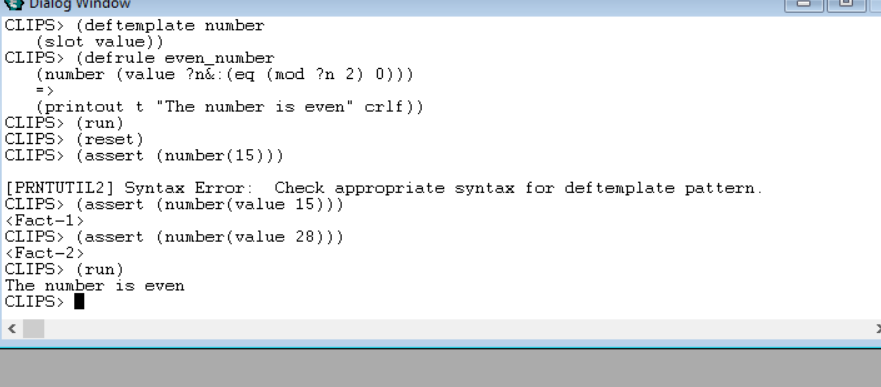 Dialog Window
CLIPS> (deftemplate number
   (slot value))
CLIPS> (defrule even_number
   (number (value ?n&:(eq (mod ?n 2) 0)))
   =>
   (printout t "The number is even" crlf))
CLIPS> (run)
CLIPS> (reset)
CLIPS> (assert (number(15)))
[PRNTUTIL2] Syntax Error:  Check appropriate syntax for deftemplate pattern.
CLIPS> (assert (number(value 15)))
<Fact-1>
CLIPS> (assert (number(value 28)))
<Fact-2>
CLIPS> (run)
The number is even
CLIPS>